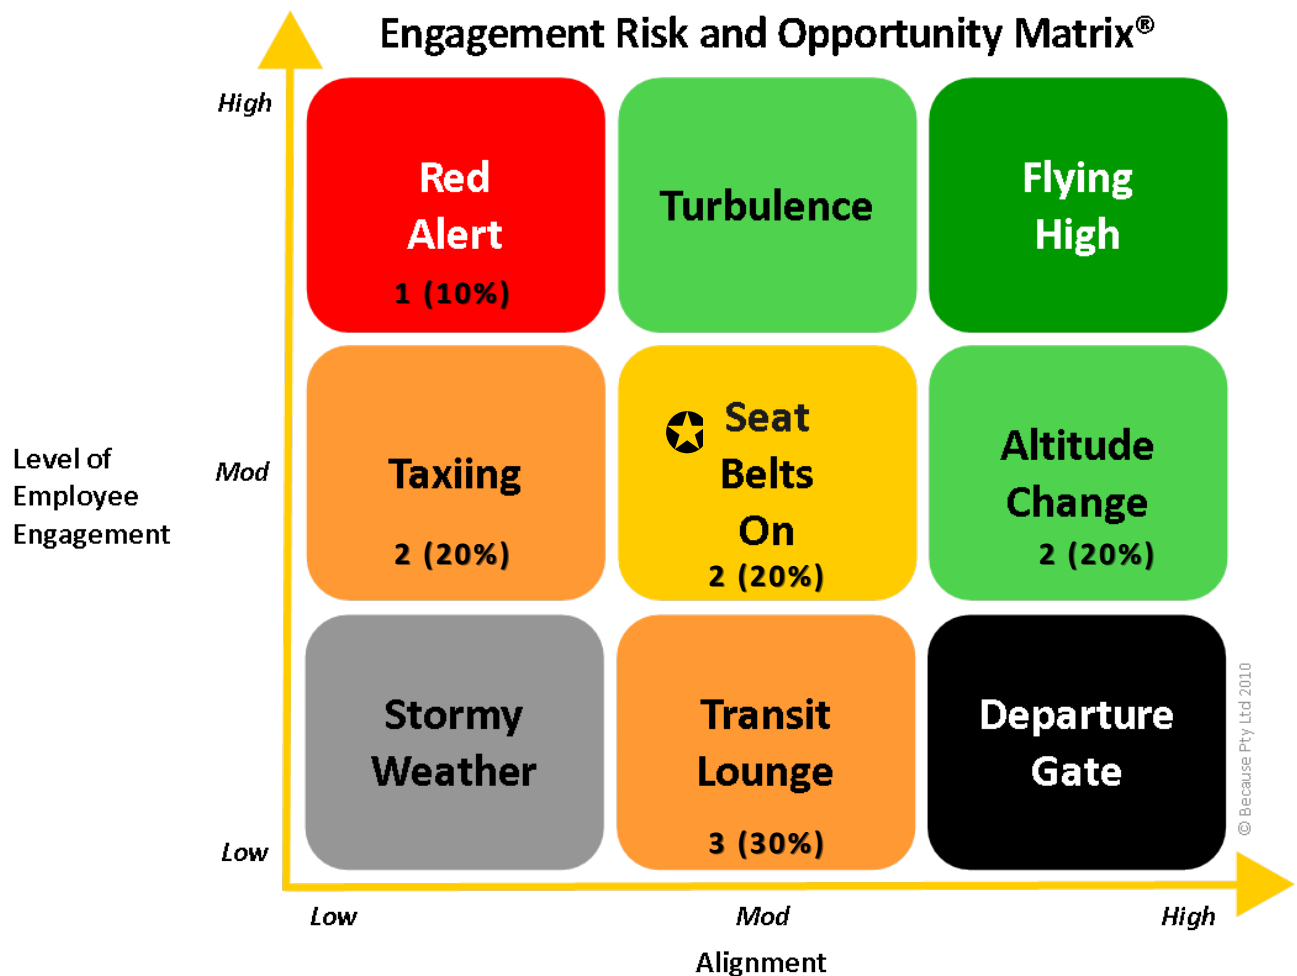 Engagement Risk and Opportunity Matrix®
High
Red
Alert
1 (10%)
Turbulence
Flying
High
Level of
Employee
Engagement
Mod
Taxiing
2 (20%)
Seat
Belts
On
2 (20%)
Altitude
Change
2 (20%)
Low
Stormy
Weather
Transit
Lounge
3 (30%)
Departure
Gate
© Because Pty Ltd 2010
Low
Mod
High
Alignment